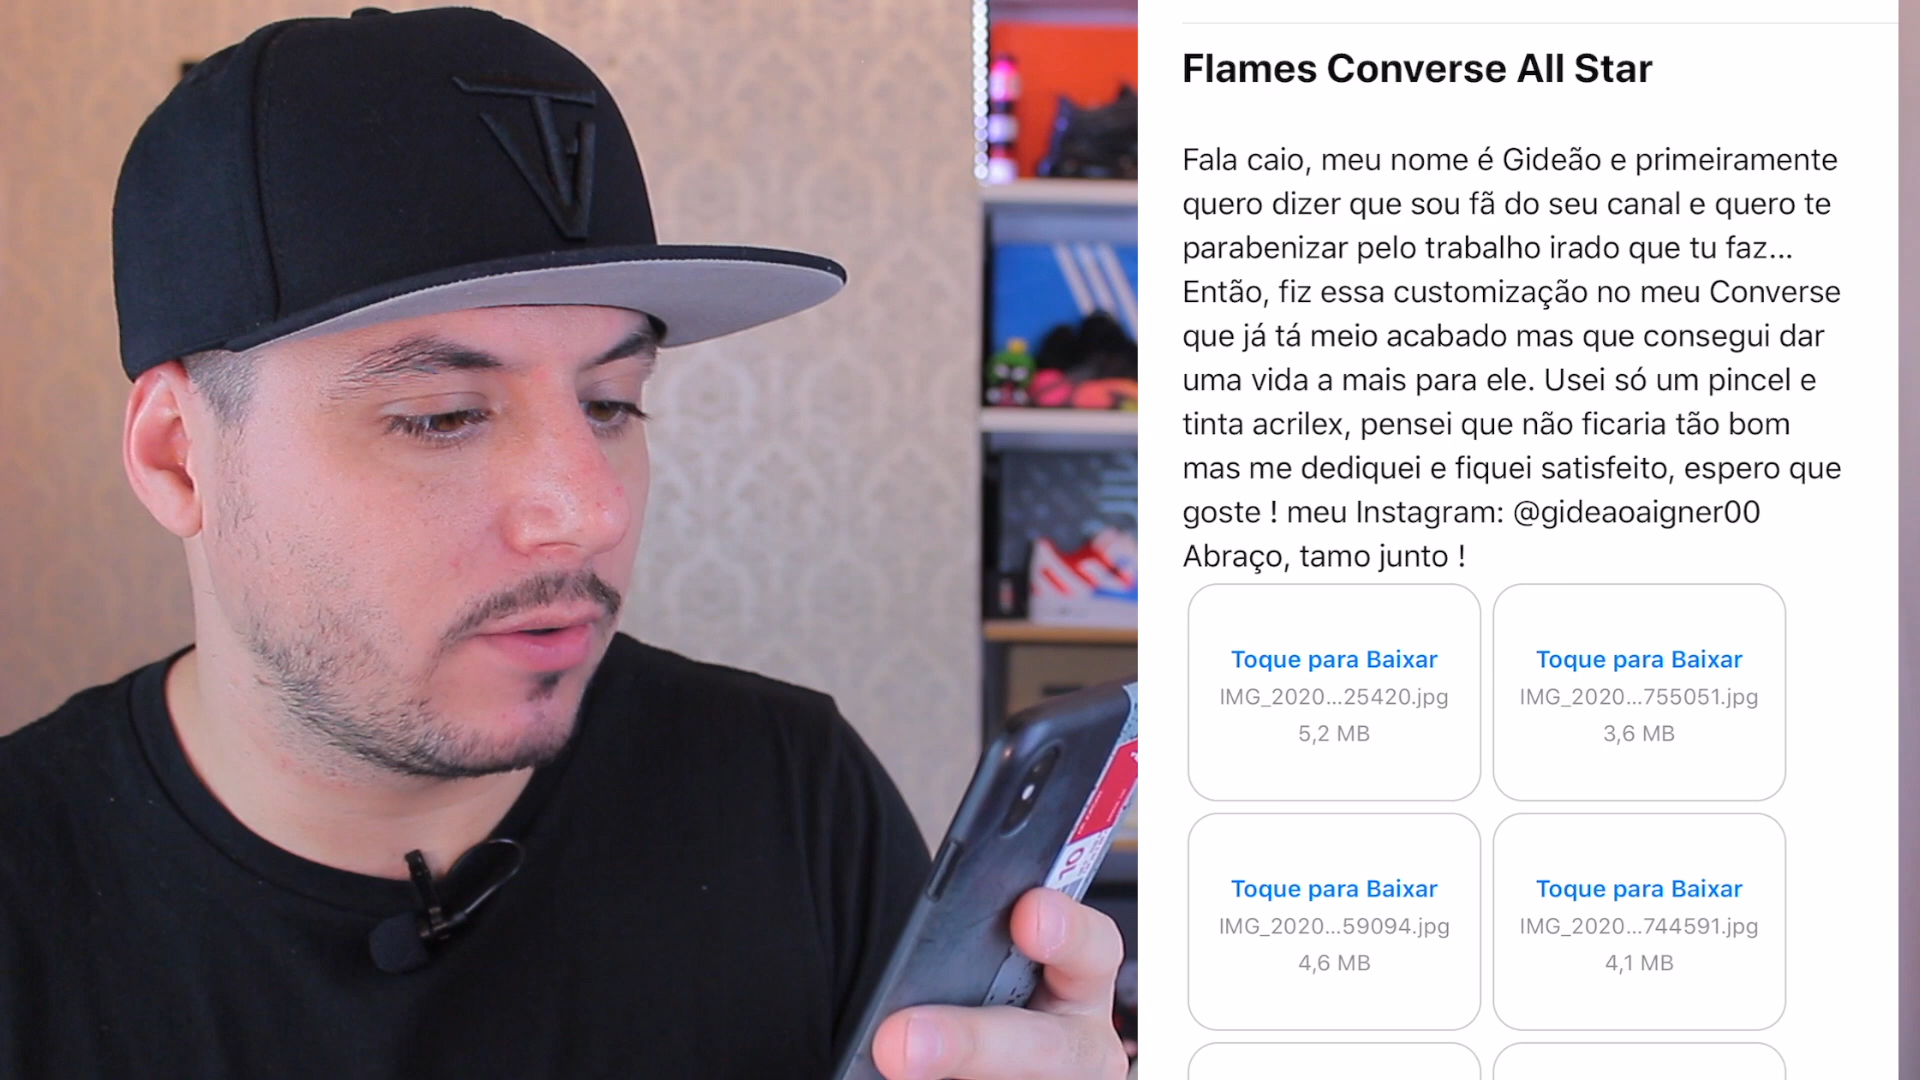 Flames Converse All Star
Fala caio, meu nome é Gideão e primeiramente
quero dizer que sou fã do seu canal e quero te
parabenizar pelo trabalho irado que tu faz...
Então, fiz essa customização no meu Converse
que já tá meio acabado mas que consegui dar
uma vida a mais para ele. Usei só um pincel e
tinta acrilex, pensei que não ficaria tão bom
mas me dediquei e fiquei satisfeito, espero que
goste ! meu Instagram: @gideaoaigner00
Abraço, tamo junto !
Toque para Baixar
IMG_2020...25420.jpg
5,2 MB
Toque para Baixar
IMG_2020...755051.jpg
3,6 MB
Toque para Baixar
IMG_2020...59094.jpg
4,6 MB
Toque para Baixar
IMG_2020...744591.jpg
4,1 MB
10